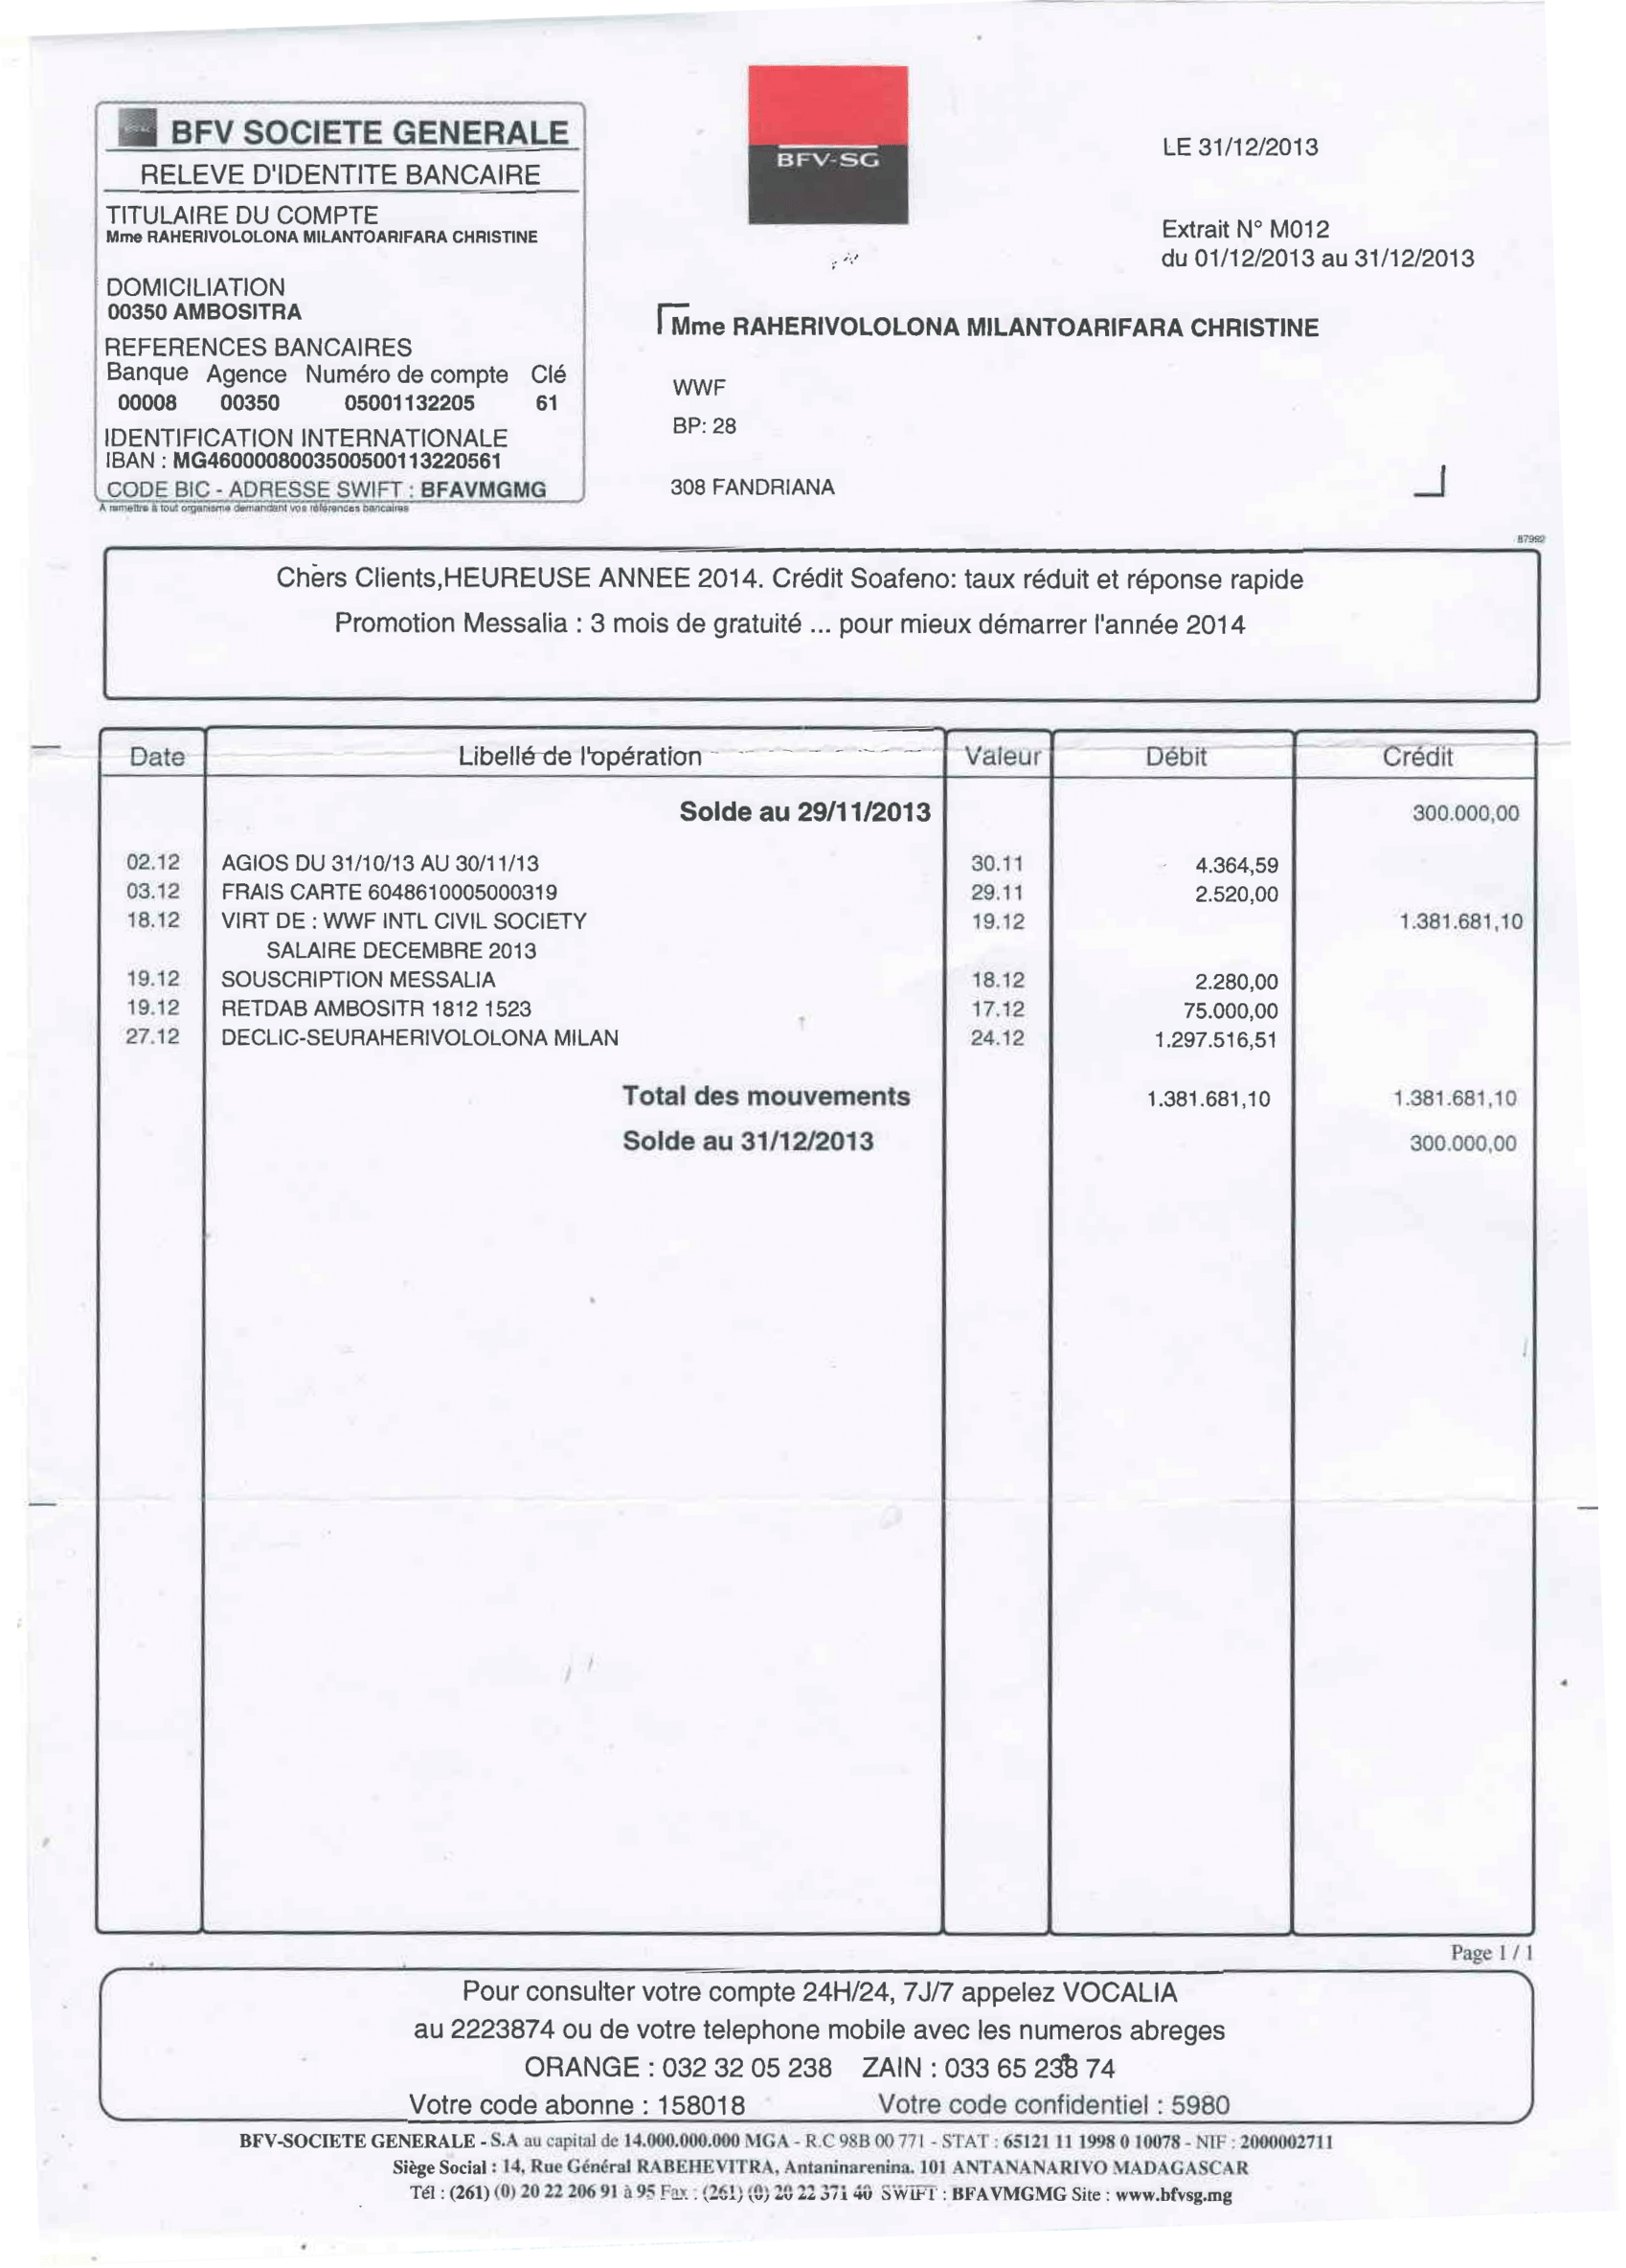 BFV SOCIETE GENERALE
RELEVE D'IDENTITE BANCAIRE
TITULAIRE DU COMPTE
Mme RAHERIVOLOLONA MILANTOARIFARA CHRISTINE
DOMICILIATION
00350 AMBOSITRA
REFERENCES BANCAIRES
Banque Agence Numéro de compte Clé
00008 00350 05001132205 61
IDENTIFICATION INTERNATIONALE
IBAN : MG4600008003500500113220561
CODE BIC - ADRESSE SWIFT : BFAVMGMG
A remettre à tout organisme demandant vos références bancaires
BFV-SG
LE 31/12/2013
Extrait N° M012
du 01/12/2013 au 31/12/2013
Mme RAHERIVOLOLONA MILANTOARIFARA CHRISTINE
WWF
BP: 28
308 FANDRIANA
Chers Clients,HEUREUSE ANNEE 2014. Crédit Soafeno: taux réduit et réponse rapide
Promotion Messalia : 3 mois de gratuité ... pour mieux démarrer l'année 2014
Date Libellé de l'opération Valeur Débit Crédit
Solde au 29/11/2013 300.000,00
02.12 AGIOS DU 31/10/13 AU 30/11/13 30.11 4.364,59
03.12 FRAIS CARTE 6048610005000319 29.11 2.520,00
18.12 VIRT DE : WWF INTL CIVIL SOCIETY 19.12 1.381.681,10
SALAIRE DECEMBRE 2013
19.12 SOUSCRIPTION MESSALIA 18.12 2.280,00
19.12 RETDAB AMBOSITR 1812 1523 17.12 75.000,00
27.12 DECLIC-SEURAHERIVOLOLONA MILAN 24.12 1.297.516,51
Total des mouvements 1.381.681,10 1.381.681,10
Solde au 31/12/2013 300.000,00
Page 1 / 1
Pour consulter votre compte 24H/24, 7J/7 appelez VOCALIA
au 2223874 ou de votre telephone mobile avec les numeros abreges
ORANGE : 032 32 05 238 ZAIN : 033 65 238 74
Votre code abonne : 158018 Votre code confidentiel : 5980
BFV-SOCIETE GENERALE - S.A au capital de 14.000.000.000 MGA - R.C 98B 00 771 - STAT : 65121 11 1998 0 10078 - NIF : 2000002711
Siège Social : 14, Rue Général RABEHEVITRA, Antaninarenina. 101 ANTANANARIVO MADAGASCAR
Tél : (261) (0) 20 22 206 91 à 95 Fax : (261) (0) 20 22 371 40 SWIFT : BFAVMGMG Site : www.bfvsg.mg